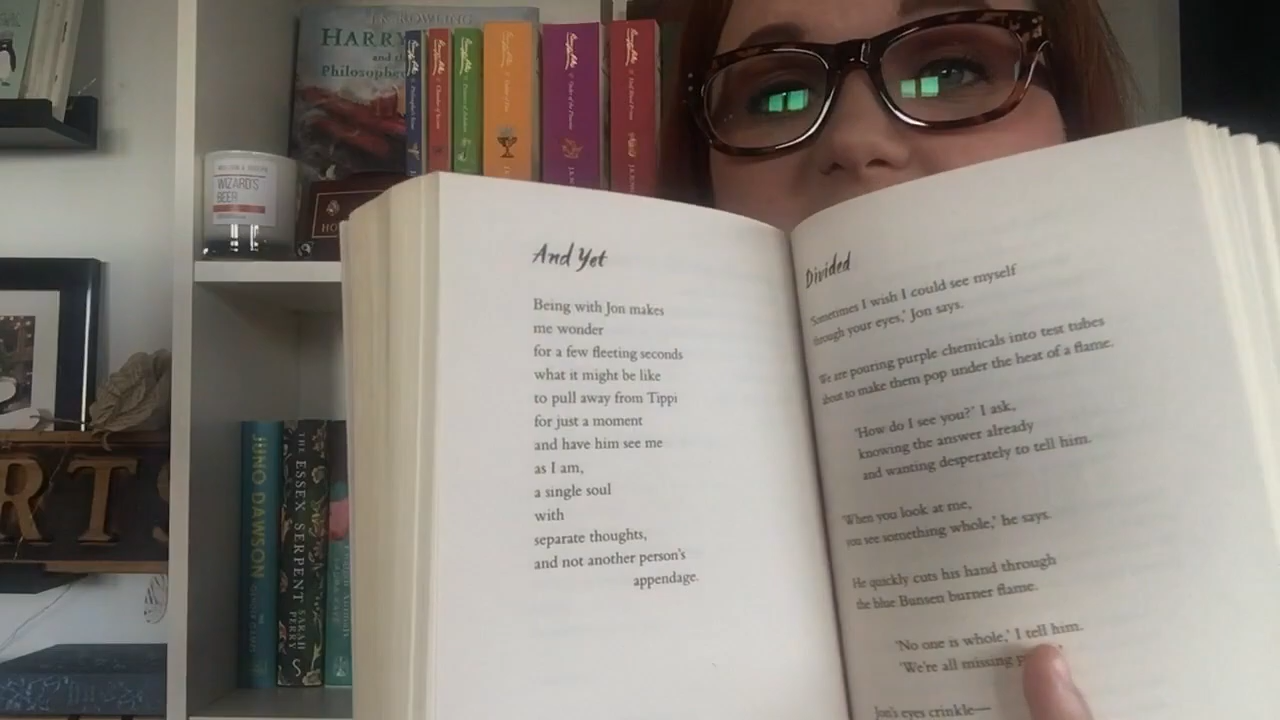 J.K. ROWLING
HARRY
and the
Philosopher
WIZARD'S
BEER
HO
RTS
JUNO DAWSON
THE ESSEX SERPENT SARAH PERRY
And Yet
Being with Jon makes
me wonder
for a few fleeting seconds
what it might be like
to pull away from Tippi
for just a moment
and have him see me
as I am,
a single soul
with
separate thoughts,
and not another person's
appendage.
Divided
Sometimes I wish I could see myself
through your eyes,' Jon says.
We are pouring purple chemicals into test tubes
about to make them pop under the heat of a flame.
'How do I see you?' I ask,
knowing the answer already
and wanting desperately to tell him.
'When you look at me,
you see something whole,' he says.
He quickly cuts his hand through
the blue Bunsen burner flame.
'No one is whole,' I tell him.
'We're all missing
Jon's eyes crinkle—